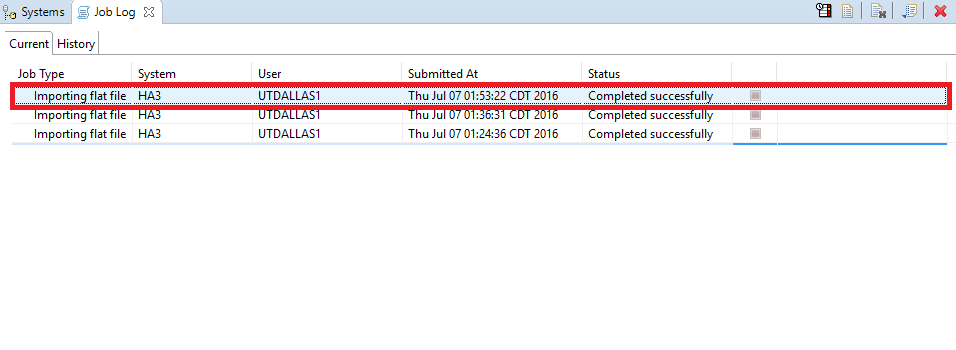 Systems Job Log
Current History
Job Type System User Submitted At Status
Importing flat file HA3 UTDALLAS1 Thu Jul 07 01:53:22 CDT 2016 Completed successfully
Importing flat file HA3 UTDALLAS1 Thu Jul 07 01:36:31 CDT 2016 Completed successfully
Importing flat file HA3 UTDALLAS1 Thu Jul 07 01:24:36 CDT 2016 Completed successfully